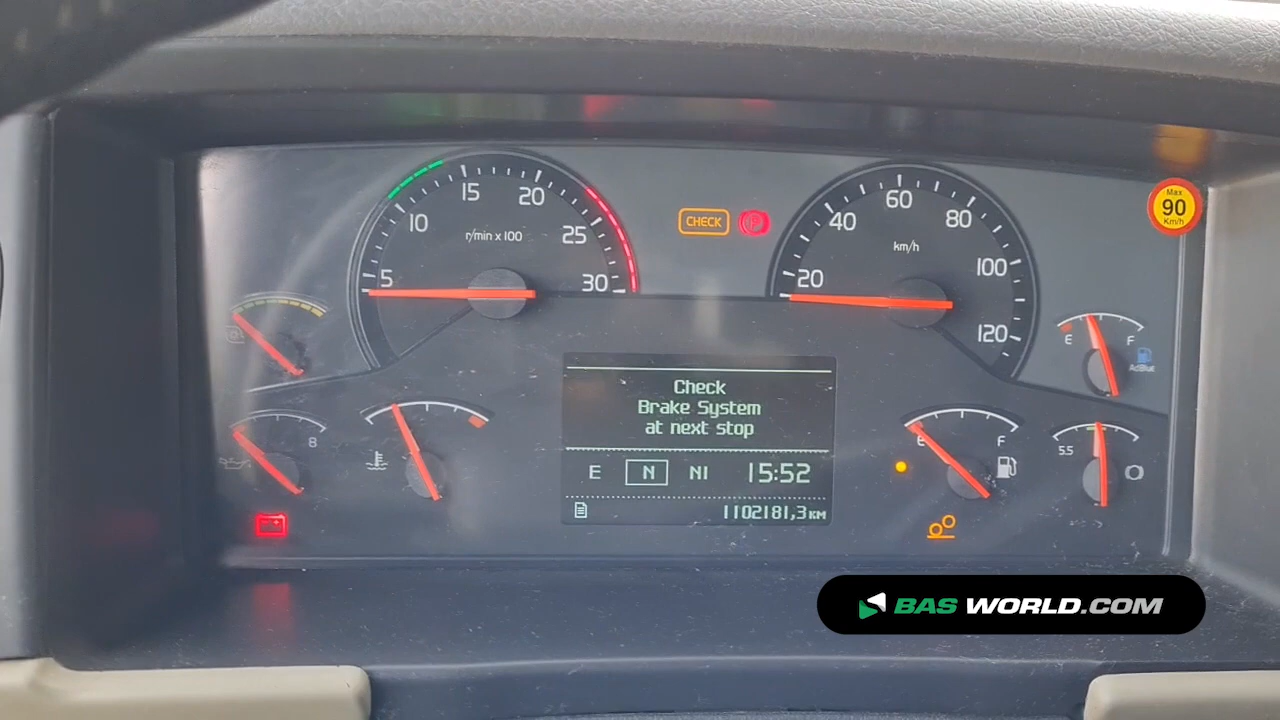 5
10
15
20
25
30
r/min x 100
CHECK
P
20
40
60
80
100
120
km/h
Max
90
Km/h
E
F
AdBlue
8
Check
Brake System
at next stop
E N N1 15:52
1102181,3 KM
E
F
5.5
BAS WORLD.COM